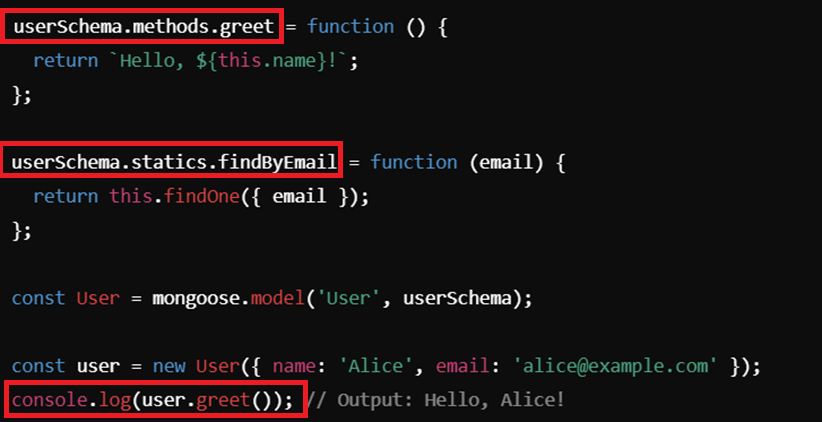 userSchema.methods.greet = function () {
  return `Hello, ${this.name}!`;
};
userSchema.statics.findByEmail = function (email) {
  return this.findOne({ email });
};
const User = mongoose.model('User', userSchema);
const user = new User({ name: 'Alice', email: 'alice@example.com' });
console.log(user.greet()); // Output: Hello, Alice!